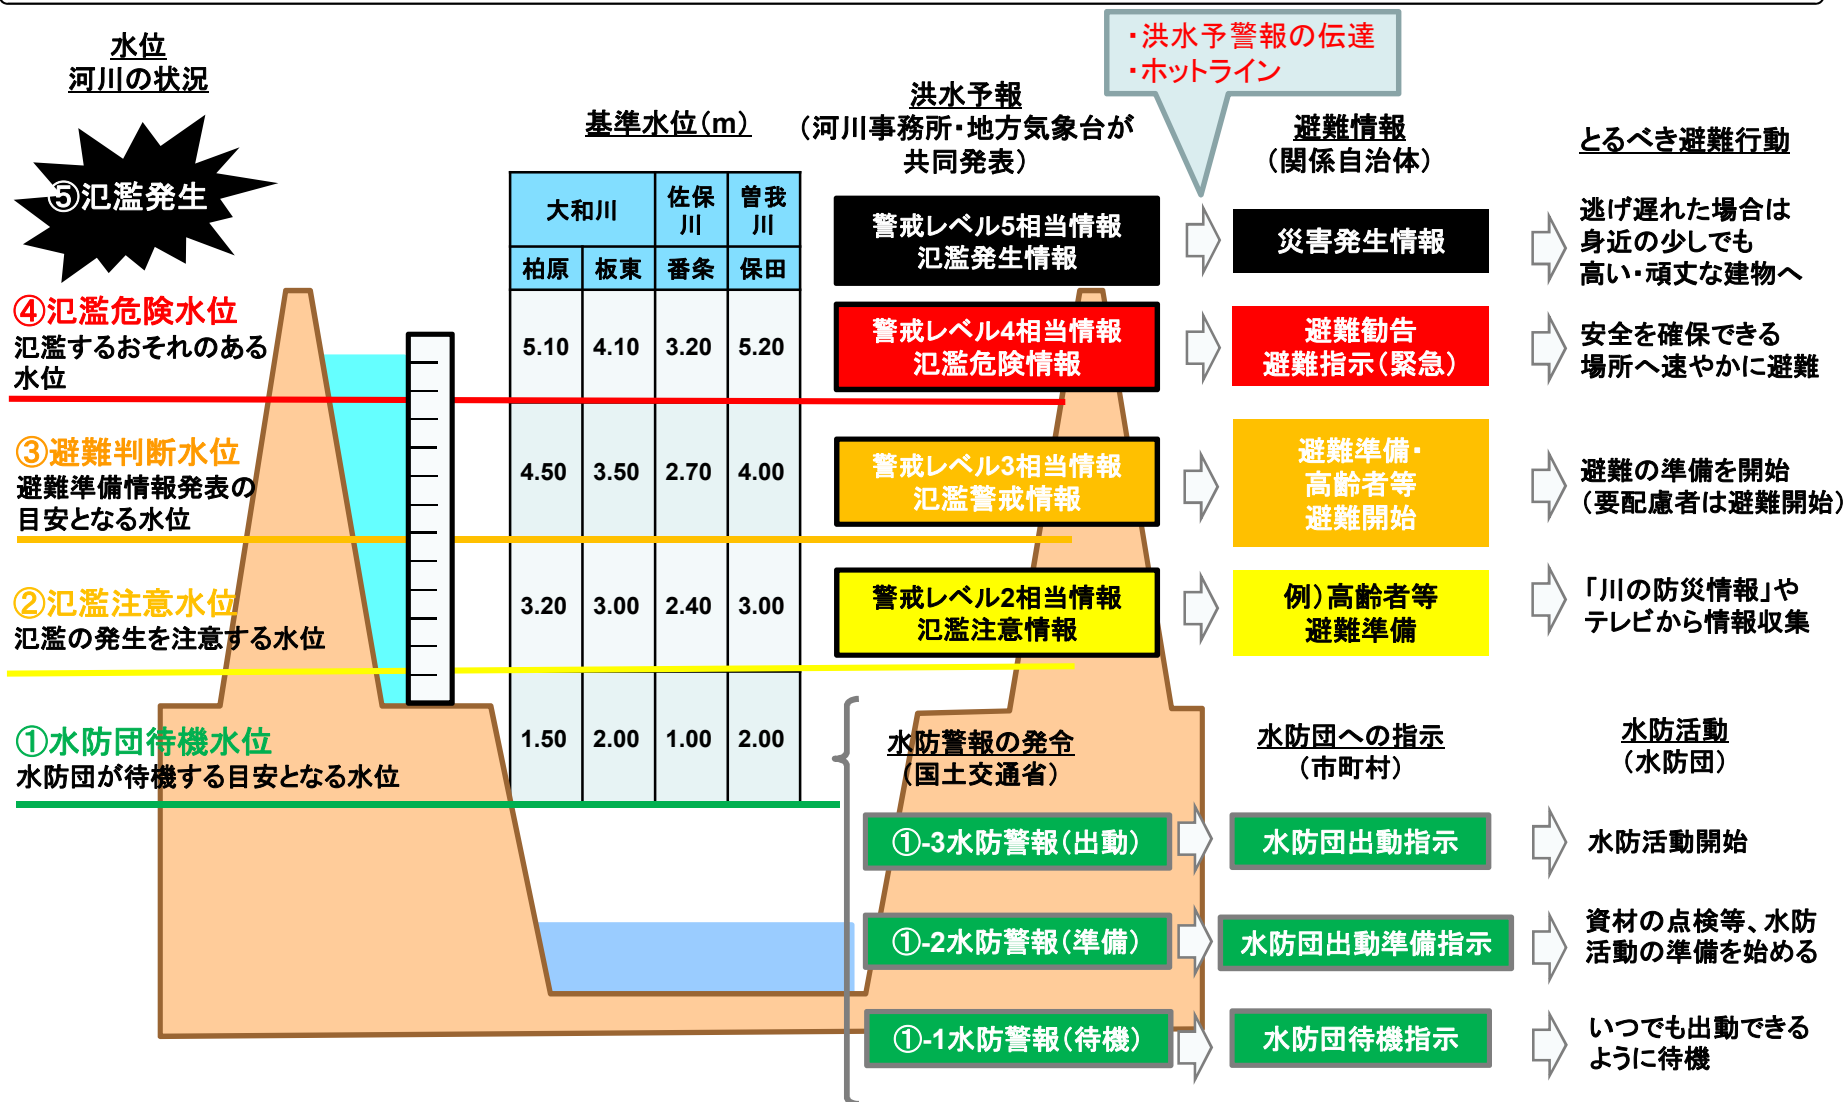 水位
河川の状況
⑤氾濫発生
④氾濫危険水位
氾濫するおそれのある
水位
③避難判断水位
避難準備情報発表の
目安となる水位
②氾濫注意水位
氾濫の発生を注意する水位
①水防団待機水位
水防団が待機する目安となる水位
基準水位(m)
大和川 佐保川 曽我川
柏原 板東 番条 保田
5.10 4.10 3.20 5.20
4.50 3.50 2.70 4.00
3.20 3.00 2.40 3.00
1.50 2.00 1.00 2.00
・洪水予警報の伝達
・ホットライン
洪水予報
(河川事務所・地方気象台が
共同発表)
避難情報
(関係自治体)
とるべき避難行動
警戒レベル5相当情報
氾濫発生情報
災害発生情報
逃げ遅れた場合は
身近の少しでも
高い・頑丈な建物へ
警戒レベル4相当情報
氾濫危険情報
避難勧告
避難指示(緊急)
安全を確保できる
場所へ速やかに避難
警戒レベル3相当情報
氾濫警戒情報
避難準備・
高齢者等
避難開始
避難の準備を開始
(要配慮者は避難開始)
警戒レベル2相当情報
氾濫注意情報
例)高齢者等
避難準備
「川の防災情報」や
テレビから情報収集
水防警報の発令
(国土交通省)
水防団への指示
(市町村)
水防活動
(水防団)
①-3水防警報(出動)
水防団出動指示
水防活動開始
①-2水防警報(準備)
水防団出動準備指示
資材の点検等、水防
活動の準備を始める
①-1水防警報(待機)
水防団待機指示
いつでも出動できる
ように待機